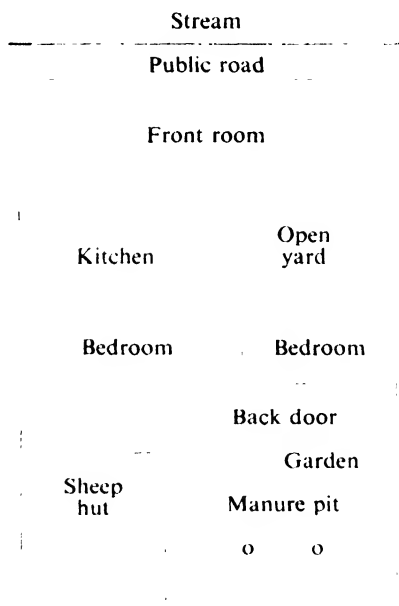 Stream
Public road
Front room
Open
Kitchen yard
Bedroom Bedroom
Back door
Garden
Sheep
hut Manure pit
o o